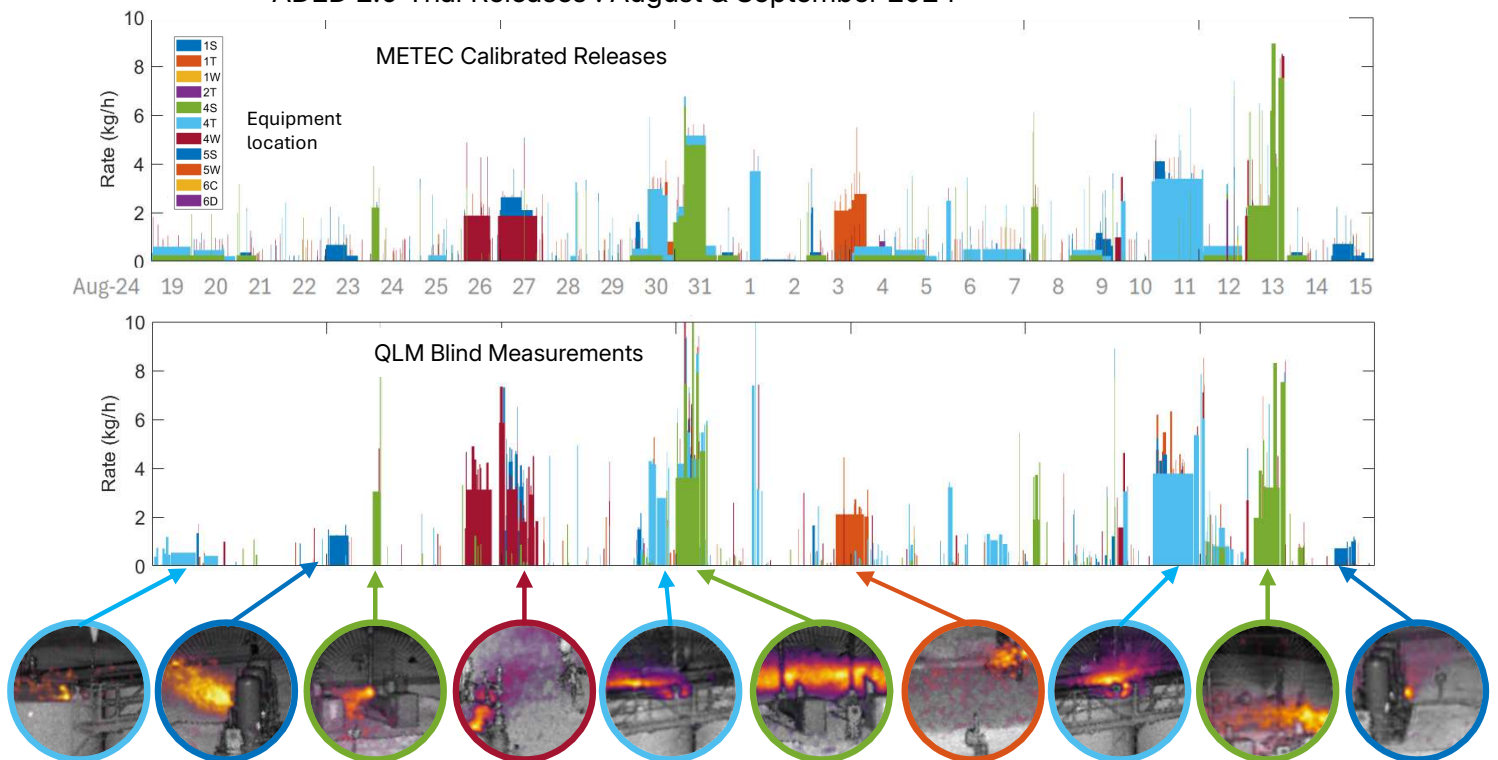 METEC Calibrated Releases
10
8
6
4
2
0
Rate (kg/h)
1S
1T
1W
2T
4S
4T
4W
5S
5W
6C
6D
Equipment
location
Aug-24 19 20 21 22 23 24 25 26 27 28 29 30 31 1 2 3 4 5 6 7 8 9 10 11 12 13 14 15
QLM Blind Measurements
10
8
6
4
2
0
Rate (kg/h)